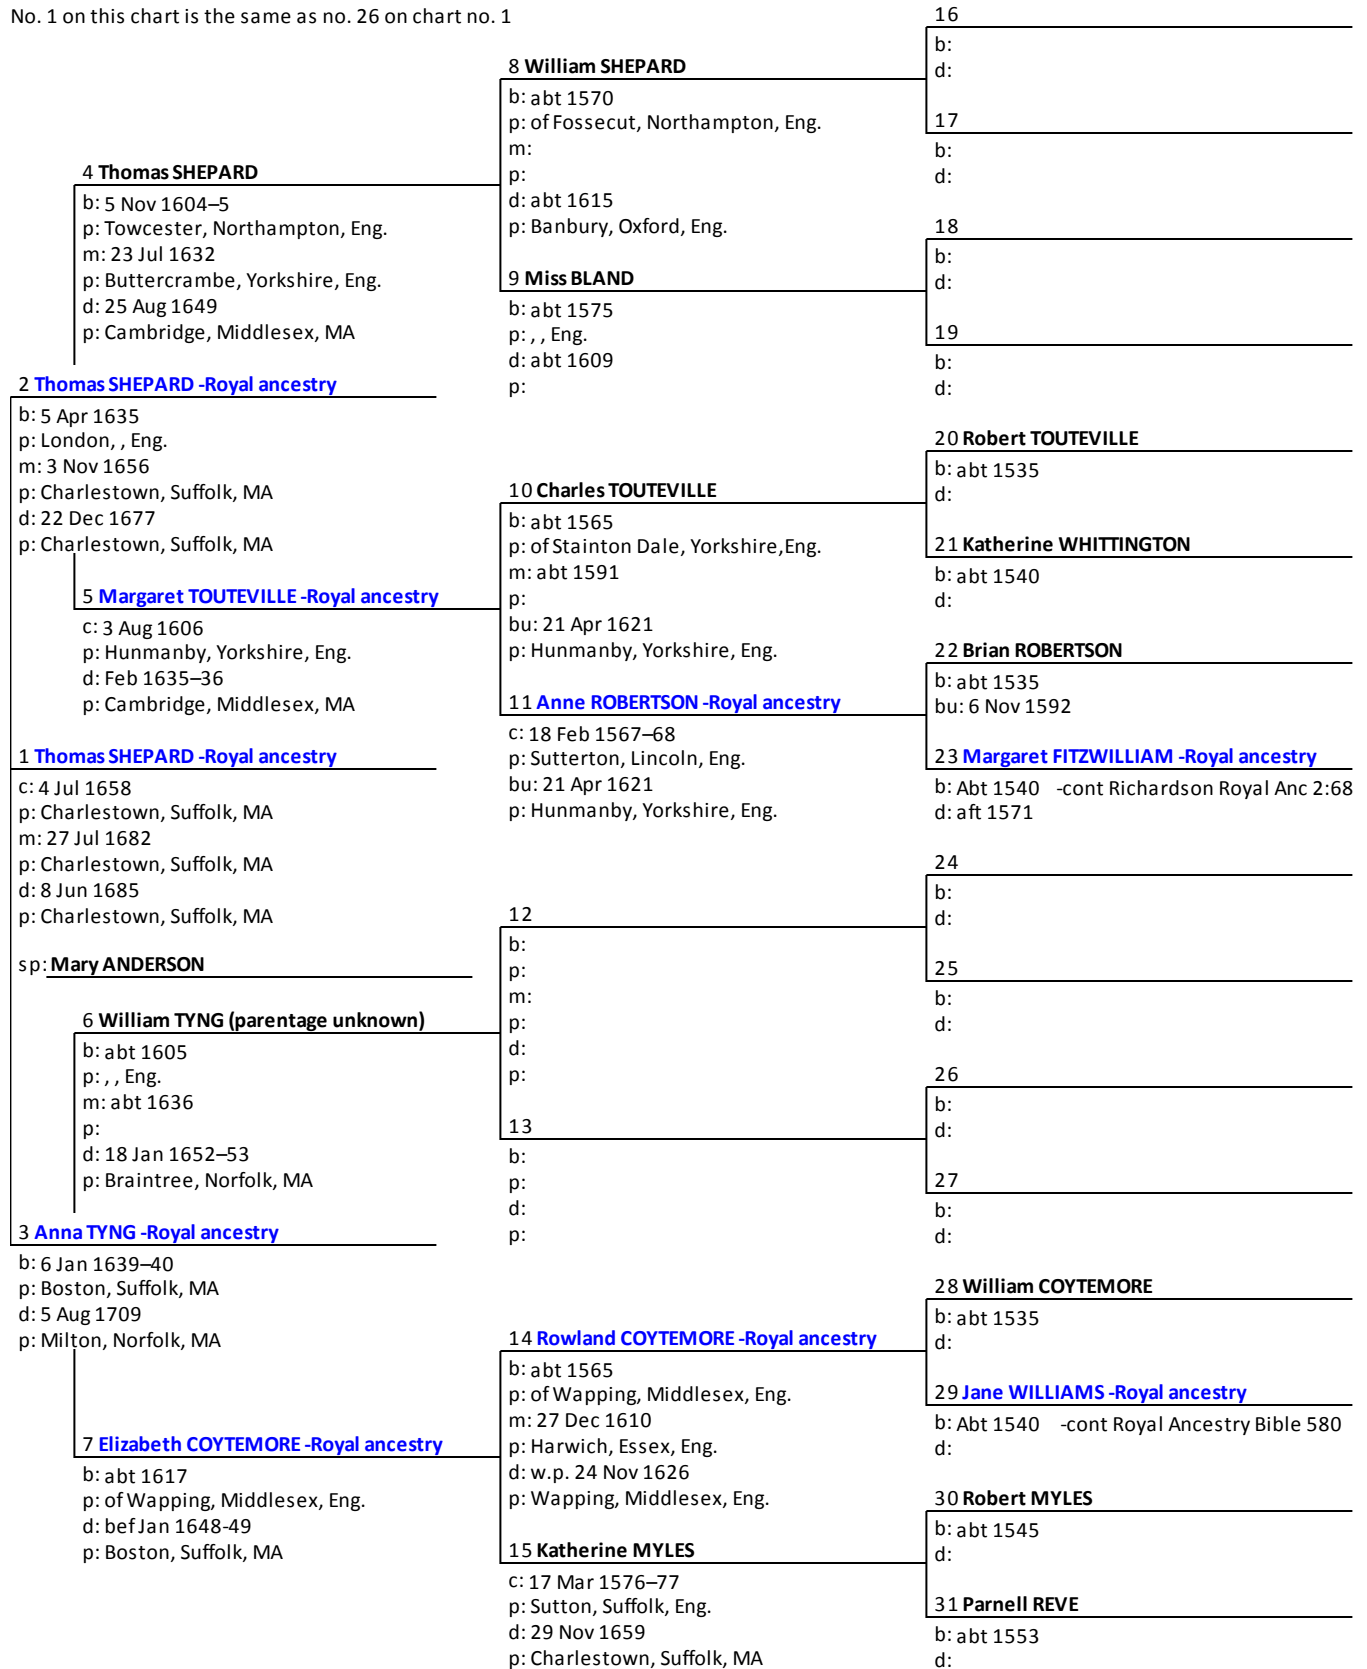 No. 1 on this chart is the same as no. 26 on chart no. 1
16
b:
d:
8 William SHEPARD
b: abt 1570
p: of Fossecut, Northampton, Eng.
m:
p:
d: abt 1615
p: Banbury, Oxford, Eng.
17
b:
d:
4 Thomas SHEPARD
b: 5 Nov 1604–5
p: Towcester, Northampton, Eng.
m: 23 Jul 1632
p: Buttercrambe, Yorkshire, Eng.
d: 25 Aug 1649
p: Cambridge, Middlesex, MA
18
b:
d:
9 Miss BLAND
b: abt 1575
p: , , Eng.
d: abt 1609
p:
19
b:
d:
2 Thomas SHEPARD -Royal ancestry
b: 5 Apr 1635
p: London, , Eng.
m: 3 Nov 1656
p: Charlestown, Suffolk, MA
d: 22 Dec 1677
p: Charlestown, Suffolk, MA
20 Robert TOUTEVILLE
b: abt 1535
d:
10 Charles TOUTEVILLE
b: abt 1565
p: of Stainton Dale, Yorkshire,Eng.
m: abt 1591
p:
bu: 21 Apr 1621
p: Hunmanby, Yorkshire, Eng.
21 Katherine WHITTINGTON
b: abt 1540
d:
5 Margaret TOUTEVILLE -Royal ancestry
c: 3 Aug 1606
p: Hunmanby, Yorkshire, Eng.
d: Feb 1635–36
p: Cambridge, Middlesex, MA
22 Brian ROBERTSON
b: abt 1535
bu: 6 Nov 1592
11 Anne ROBERTSON -Royal ancestry
c: 18 Feb 1567–68
p: Sutterton, Lincoln, Eng.
bu: 21 Apr 1621
p: Hunmanby, Yorkshire, Eng.
23 Margaret FITZWILLIAM -Royal ancestry
b: Abt 1540 -cont Richardson Royal Anc 2:68
d: aft 1571
1 Thomas SHEPARD -Royal ancestry
c: 4 Jul 1658
p: Charlestown, Suffolk, MA
m: 27 Jul 1682
p: Charlestown, Suffolk, MA
d: 8 Jun 1685
p: Charlestown, Suffolk, MA
sp: Mary ANDERSON
24
b:
d:
12
b:
p:
m:
p:
d:
p:
25
b:
d:
6 William TYNG (parentage unknown)
b: abt 1605
p: , , Eng.
m: abt 1636
p:
d: 18 Jan 1652–53
p: Braintree, Norfolk, MA
26
b:
d:
13
b:
p:
d:
p:
27
b:
d:
3 Anna TYNG -Royal ancestry
b: 6 Jan 1639–40
p: Boston, Suffolk, MA
d: 5 Aug 1709
p: Milton, Norfolk, MA
28 William COYTEMORE
b: abt 1535
d:
14 Rowland COYTEMORE -Royal ancestry
b: abt 1565
p: of Wapping, Middlesex, Eng.
m: 27 Dec 1610
p: Harwich, Essex, Eng.
d: w.p. 24 Nov 1626
p: Wapping, Middlesex, Eng.
29 Jane WILLIAMS -Royal ancestry
b: Abt 1540 -cont Royal Ancestry Bible 580
d:
7 Elizabeth COYTEMORE -Royal ancestry
b: abt 1617
p: of Wapping, Middlesex, Eng.
d: bef Jan 1648-49
p: Boston, Suffolk, MA
30 Robert MYLES
b: abt 1545
d:
15 Katherine MYLES
c: 17 Mar 1576–77
p: Sutton, Suffolk, Eng.
d: 29 Nov 1659
p: Charlestown, Suffolk, MA
31 Parnell REVE
b: abt 1553
d: